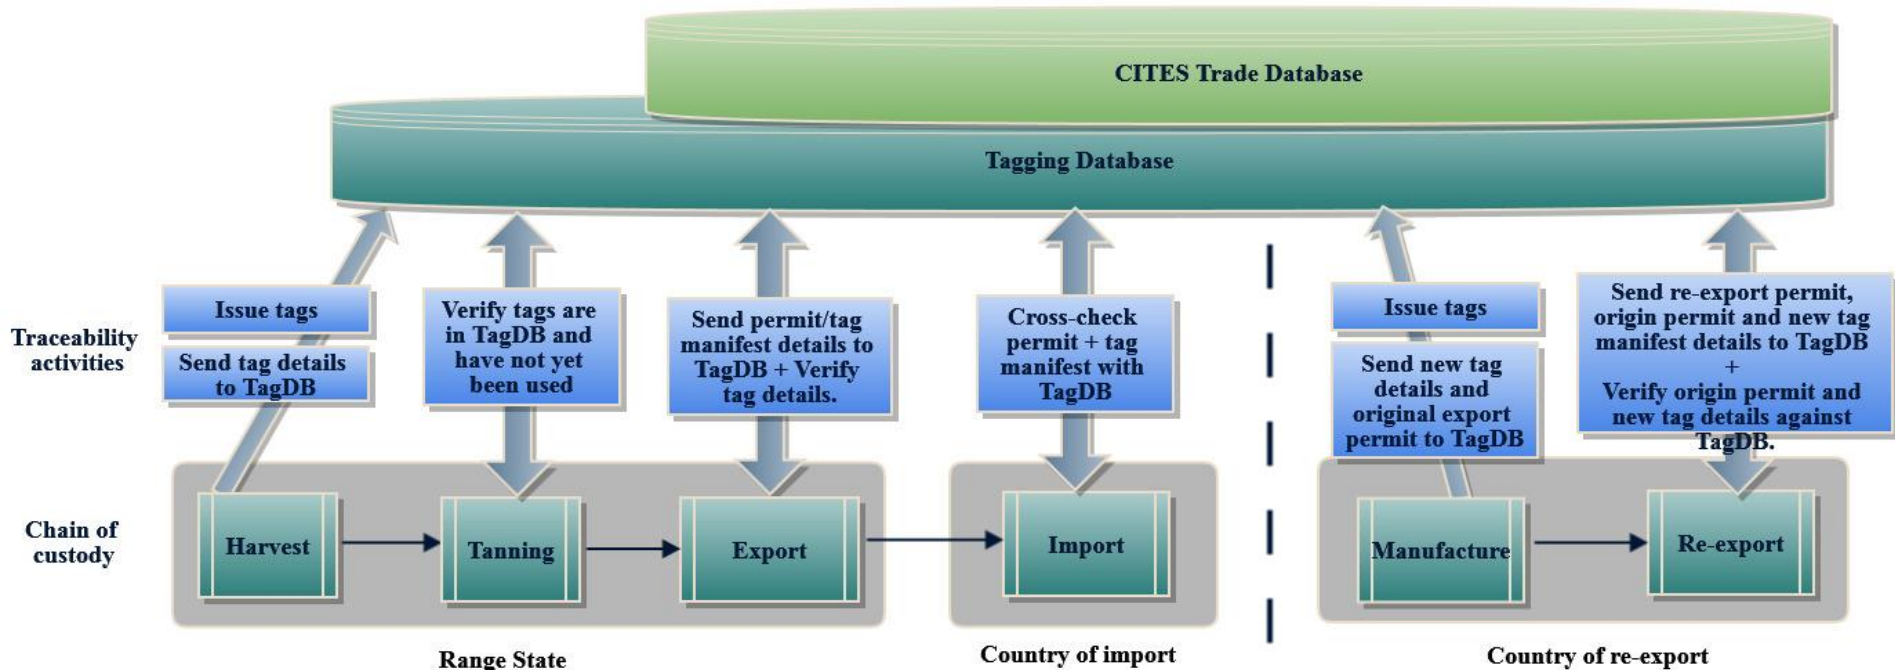 CITES Trade Database
Tagging Database
Traceability
activities
Issue tags
Send tag details
to TagDB
Verify tags are
in TagDB and
have not yet
been used
Send permit/tag
manifest details to
TagDB + Verify
tag details.
Cross-check
permit + tag
manifest with
TagDB
Issue tags
Send new tag
details and
original export
permit to TagDB
Send re-export permit,
origin permit and new tag
manifest details to TagDB
+
Verify origin permit and
new tag details against
TagDB.
Chain of
custody
Harvest
Tanning
Export
Import
Manufacture
Re-export
Range State
Country of import
Country of re-export